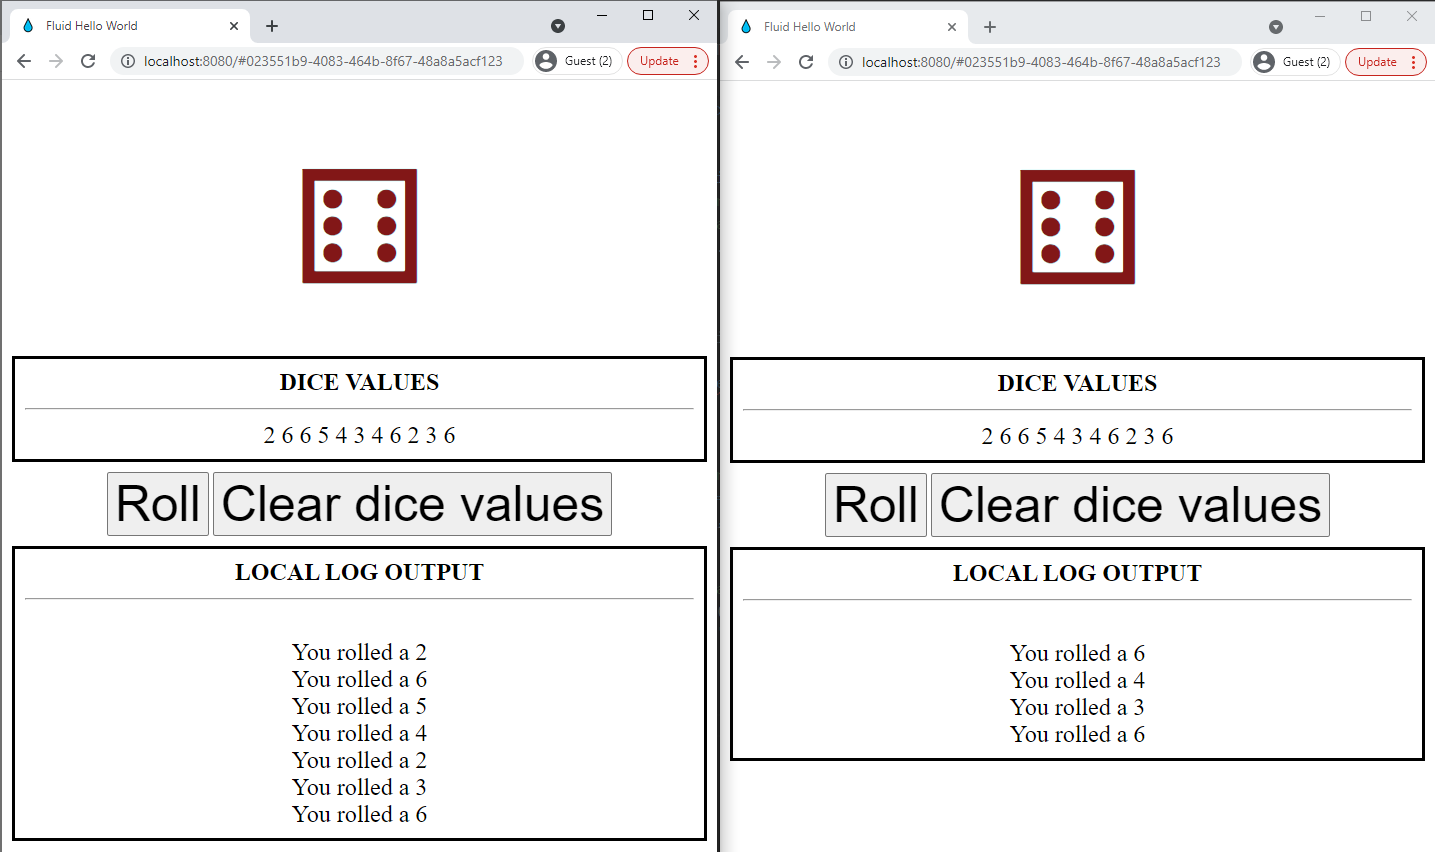 Fluid Hello World
localhost:8080/#023551b9-4083-464b-8f67-48a8a5acf123
Guest (2)
Update
DICE VALUES
2 6 6 5 4 3 4 6 2 3 6
Roll
Clear dice values
LOCAL LOG OUTPUT
You rolled a 2
You rolled a 6
You rolled a 5
You rolled a 4
You rolled a 2
You rolled a 3
You rolled a 6
Fluid Hello World
localhost:8080/#023551b9-4083-464b-8f67-48a8a5acf123
Guest (2)
Update
DICE VALUES
2 6 6 5 4 3 4 6 2 3 6
Roll
Clear dice values
LOCAL LOG OUTPUT
You rolled a 6
You rolled a 4
You rolled a 3
You rolled a 6